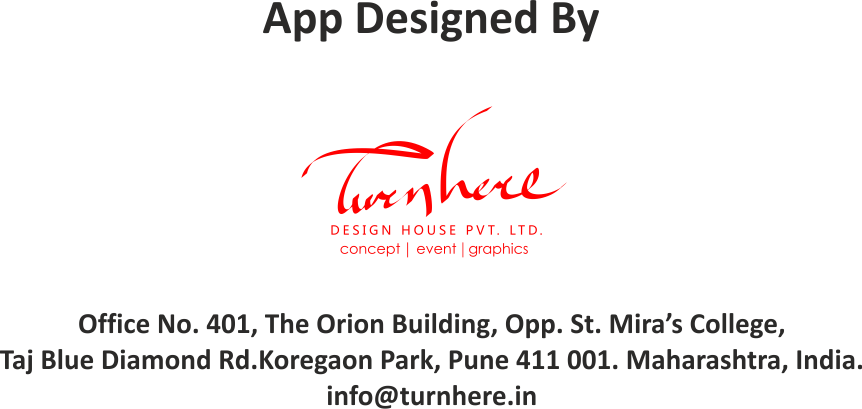 App Designed By
Turnhere
DESIGN HOUSE PVT. LTD.
concept | event | graphics
Office No. 401, The Orion Building, Opp. St. Mira’s College,
Taj Blue Diamond Rd.Koregaon Park, Pune 411 001. Maharashtra, India.
info@turnhere.in